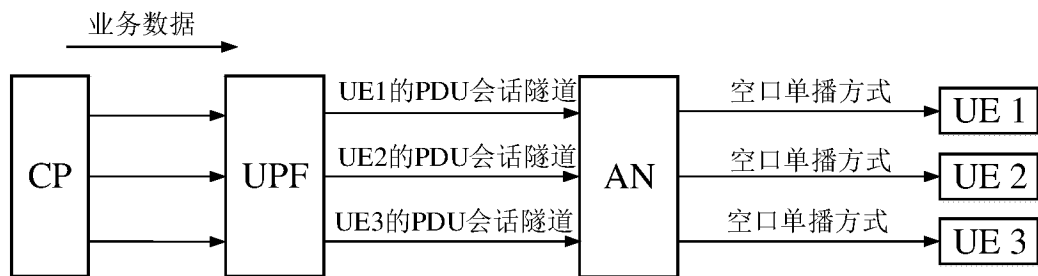 业务数据
CP
UPF
UE1的PDU会话隧道
UE2的PDU会话隧道
UE3的PDU会话隧道
AN
空口单播方式
空口单播方式
空口单播方式
UE 1
UE 2
UE 3